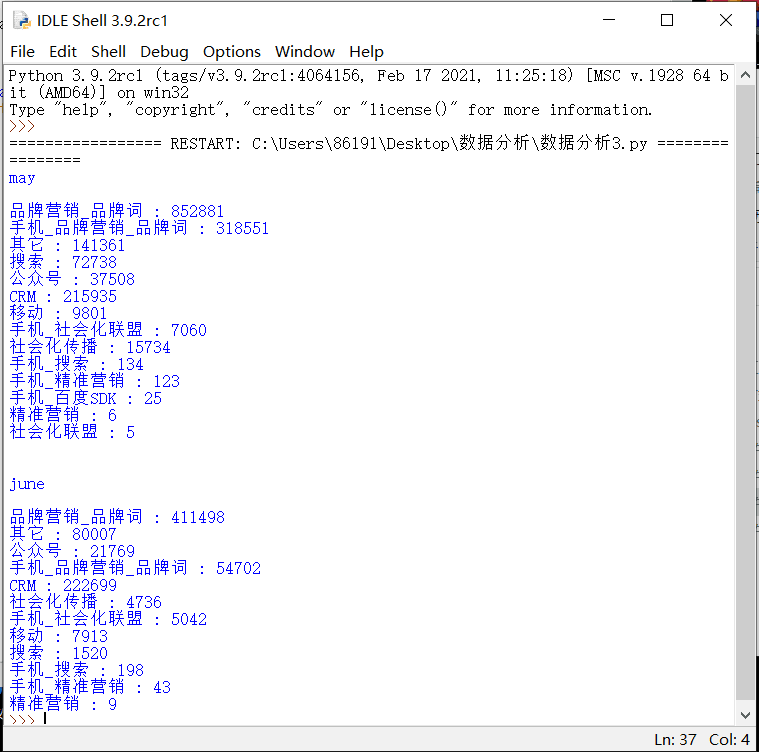 IDLE Shell 3.9.2rc1
File Edit Shell Debug Options Window Help
Python 3.9.2rc1 (tags/v3.9.2rc1:4064156, Feb 17 2021, 11:25:18) [MSC v.1928 64 b
it (AMD64)] on win32
Type "help", "copyright", "credits" or "license()" for more information.
>>>
================= RESTART: C:\Users\86191\Desktop\数据分析\数据分析3.py ========
========
may
品牌营销_品牌词 : 852881
手机_品牌营销_品牌词 : 318551
其它 : 141361
搜索 : 72738
公众号 : 37508
CRM : 215935
移动 : 9801
手机_社会化联盟 : 7060
社会化传播 : 15734
手机_搜索 : 134
手机_精准营销 : 123
手机_百度SDK : 25
精准营销 : 6
社会化联盟 : 5
june
品牌营销_品牌词 : 411498
其它 : 80007
公众号 : 21769
手机_品牌营销_品牌词 : 54702
CRM : 222699
社会化传播 : 4736
手机_社会化联盟 : 5042
移动 : 7913
搜索 : 1520
手机_搜索 : 198
手机_精准营销 : 43
精准营销 : 9
>>>
Ln: 37 Col: 4